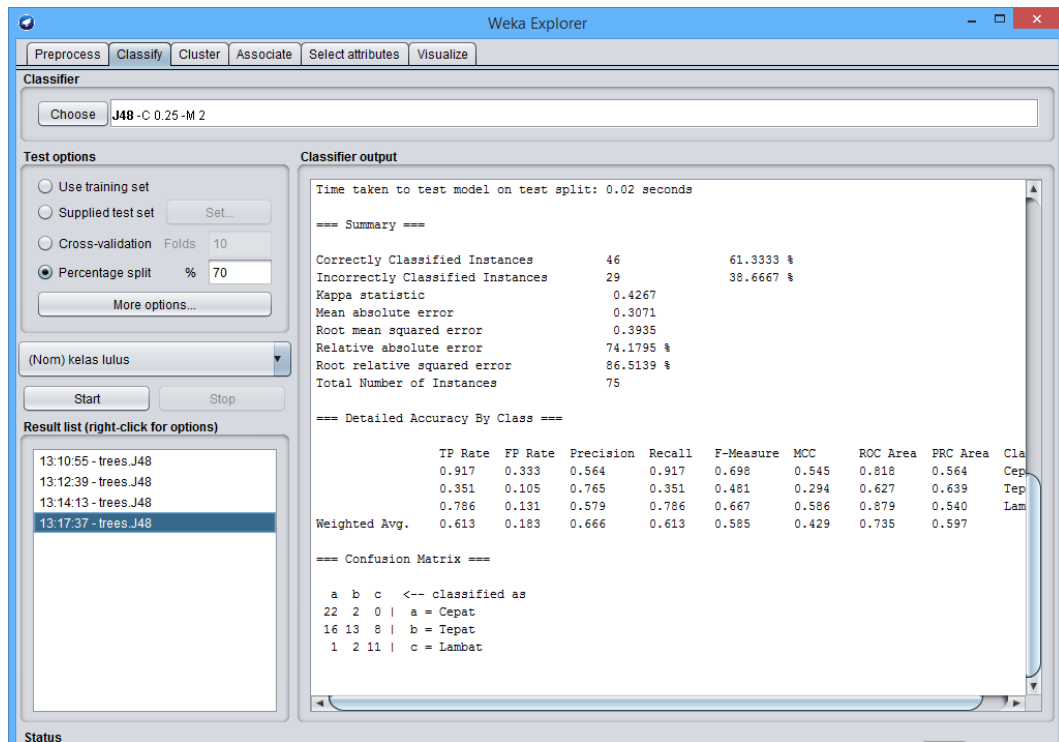 Weka Explorer
Preprocess Classify Cluster Associate Select attributes Visualize
Classifier
Choose J48 -C 0.25 -M 2
Test options
Use training set
Supplied test set Set...
Cross-validation Folds 10
Percentage split % 70
More options...
(Nom) kelas lulus
Start Stop
Result list (right-click for options)
13:10:55 - trees.J48
13:12:39 - trees.J48
13:14:13 - trees.J48
13:17:37 - trees.J48
Classifier output
Time taken to test model on test split: 0.02 seconds
=== Summary ===
Correctly Classified Instances 46 61.3333 %
Incorrectly Classified Instances 29 38.6667 %
Kappa statistic 0.4267
Mean absolute error 0.3071
Root mean squared error 0.3935
Relative absolute error 74.1795 %
Root relative squared error 86.5139 %
Total Number of Instances 75
=== Detailed Accuracy By Class ===
TP Rate FP Rate Precision Recall F-Measure MCC ROC Area PRC Area Cla
0.917 0.333 0.564 0.917 0.698 0.545 0.818 0.564 Cep
0.351 0.105 0.765 0.351 0.481 0.294 0.627 0.639 Tep
0.786 0.131 0.579 0.786 0.667 0.586 0.879 0.540 Lam
Weighted Avg. 0.613 0.183 0.666 0.613 0.585 0.429 0.735 0.597
=== Confusion Matrix ===
a b c <-- classified as
22 2 0 | a = Cepat
16 13 8 | b = Tepat
1 2 11 | c = Lambat
Status